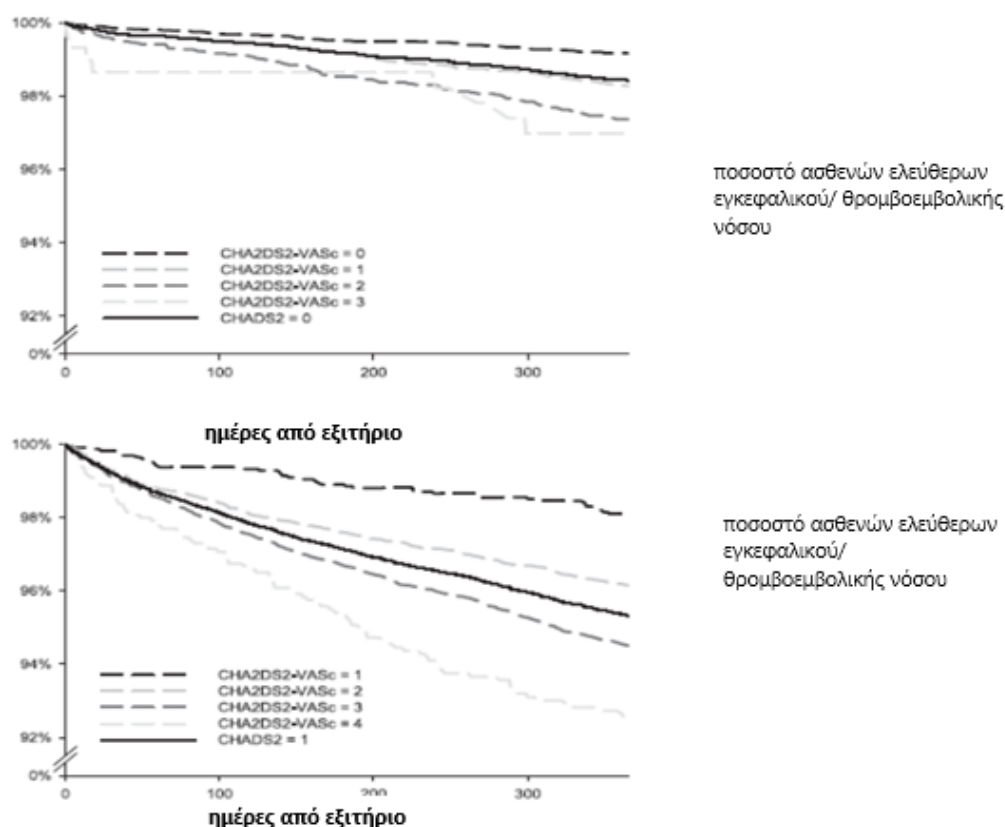 100%
98%
96%
94%
92%
0%
CHA2DS2-VASc = 0
CHA2DS2-VASc = 1
CHA2DS2-VASc = 2
CHA2DS2-VASc = 3
CHADS2 = 0
0 100 200 300
ποσοστό ασθενών ελεύθερων
εγκεφαλικού/ θρομβοεμβολικής
νόσου
ημέρες από εξιτήριο
100%
98%
96%
94%
92%
0%
CHA2DS2-VASc = 1
CHA2DS2-VASc = 2
CHA2DS2-VASc = 3
CHA2DS2-VASc = 4
CHADS2 = 1
0 100 200 300
ποσοστό ασθενών ελεύθερων
εγκεφαλικού/
θρομβοεμβολικής νόσου
ημέρες από εξιτήριο